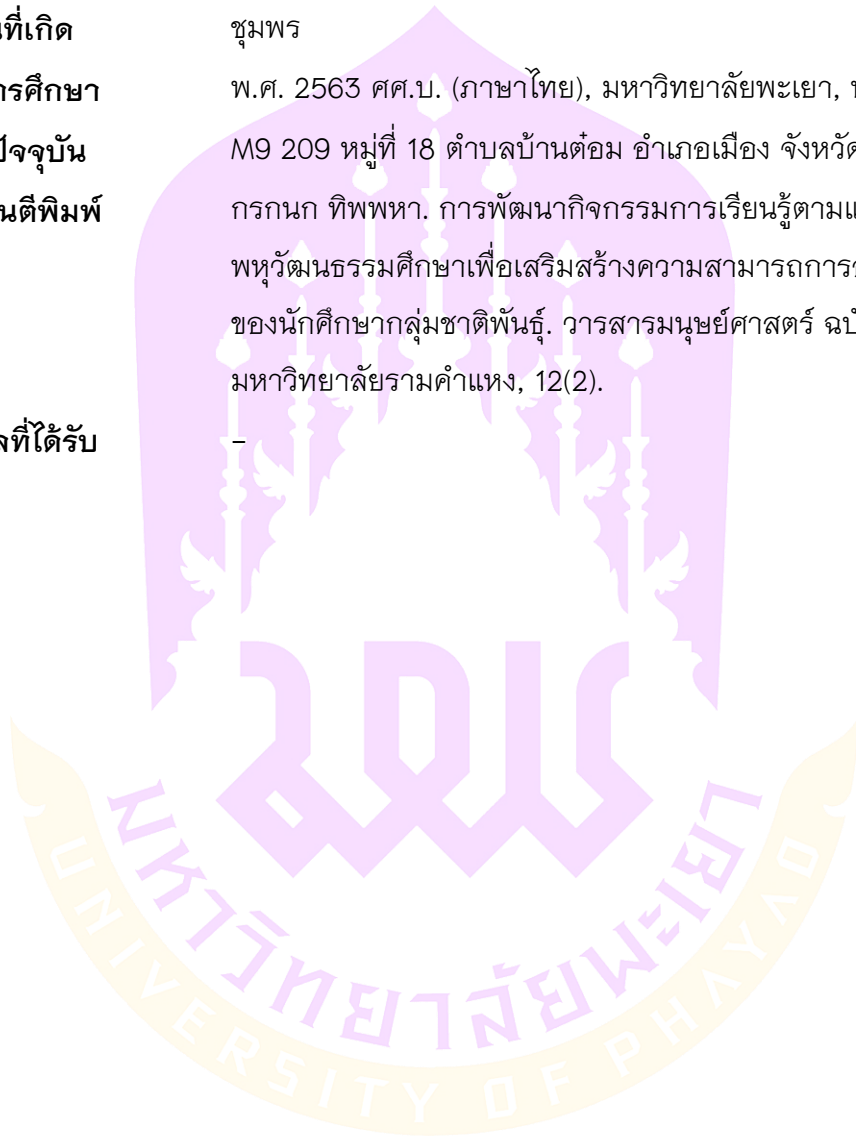 นที่เกิด ชุมพร
ารศึกษา พ.ศ. 2563 ศศ.บ. (ภาษาไทย), มหาวิทยาลัยพะเยา,
ปัจจุบัน M9 209 หมู่ที่ 18 ตำบลบ้านต๋อม อำเภอเมือง จังหวัด
นตีพิมพ์ กรกนก ทิพพหา. การพัฒนากิจกรรมการเรียนรู้ตาม
พหุวัฒนธรรมศึกษาเพื่อเสริมสร้างความสามารถการ
ของนักศึกษากลุ่มชาติพันธุ์. วารสารมนุษย์ศาสตร์ ฉบั
มหาวิทยาลัยรามคำแหง, 12(2).
ลที่ได้รับ –
มหาวิทยาลัยพะเยา
UNIVERSITY OF PHAYAO